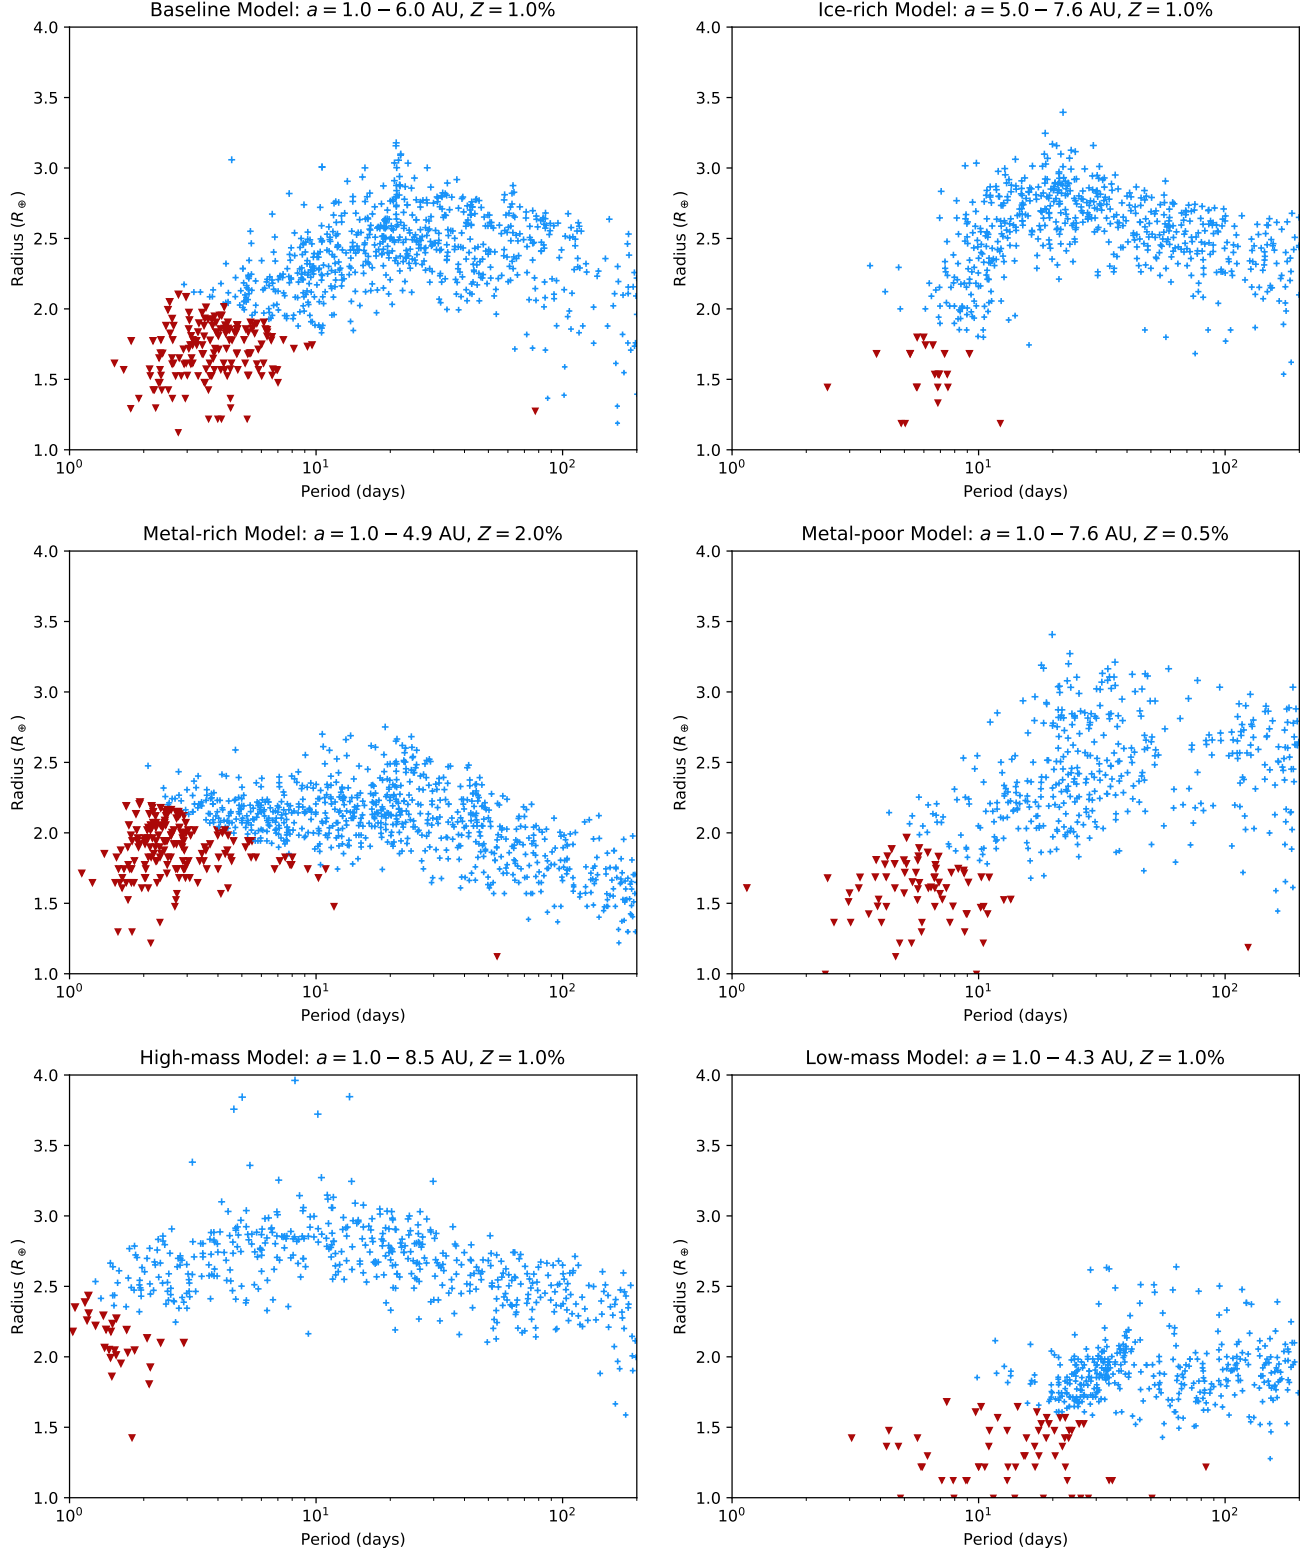 Baseline Model: a = 1.0 − 6.0 AU, Z = 1.0%
4.0
3.5
3.0
2.5
2.0
1.5
1.0
Radius (R⊕)
10⁰ 10¹ 10²
Period (days)
Ice-rich Model: a = 5.0 − 7.6 AU, Z = 1.0%
4.0
3.5
3.0
2.5
2.0
1.5
1.0
Radius (R⊕)
10⁰ 10¹ 10²
Period (days)
Metal-rich Model: a = 1.0 − 4.9 AU, Z = 2.0%
4.0
3.5
3.0
2.5
2.0
1.5
1.0
Radius (R⊕)
10⁰ 10¹ 10²
Period (days)
Metal-poor Model: a = 1.0 − 7.6 AU, Z = 0.5%
4.0
3.5
3.0
2.5
2.0
1.5
1.0
Radius (R⊕)
10⁰ 10¹ 10²
Period (days)
High-mass Model: a = 1.0 − 8.5 AU, Z = 1.0%
4.0
3.5
3.0
2.5
2.0
1.5
1.0
Radius (R⊕)
10⁰ 10¹ 10²
Period (days)
Low-mass Model: a = 1.0 − 4.3 AU, Z = 1.0%
4.0
3.5
3.0
2.5
2.0
1.5
1.0
Radius (R⊕)
10⁰ 10¹ 10²
Period (days)